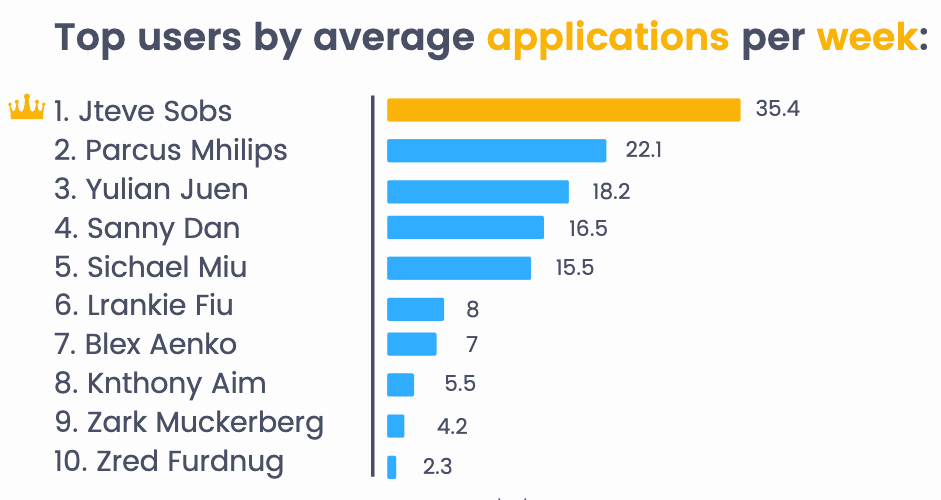 Top users by average applications per week:
1. Jteve Sobs 35.4
2. Parcus Mhilips 22.1
3. Yulian Juen 18.2
4. Sanny Dan 16.5
5. Sichael Miu 15.5
6. Lrankie Fiu 8
7. Blex Aenko 7
8. Knthony Aim 5.5
9. Zark Muckerberg 4.2
10. Zred Furdnug 2.3